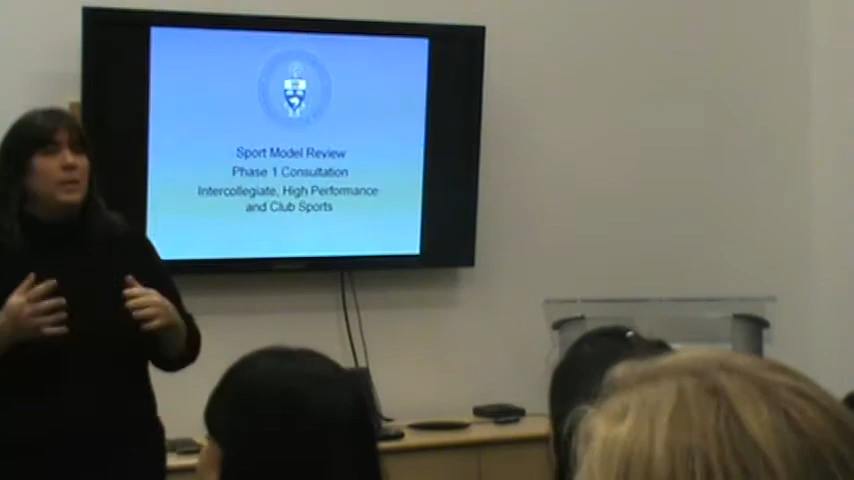 Sport Model Review
Phase 1 Consultation
Intercollegiate, High Performance
and Club Sports